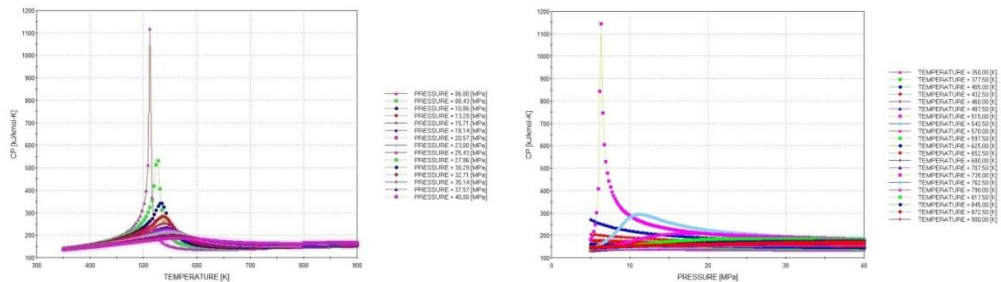 1200
1100
1000
900
800
700
600
500
400
300
200
100
CP [kJ/kmol-K]
300
400
500
600
700
800
900
TEMPERATURE [K]
PRESSURE = 06,00 [MPa]
PRESSURE = 08,43 [MPa]
PRESSURE = 10,86 [MPa]
PRESSURE = 13,29 [MPa]
PRESSURE = 15,71 [MPa]
PRESSURE = 18,14 [MPa]
PRESSURE = 20,57 [MPa]
PRESSURE = 23,00 [MPa]
PRESSURE = 25,43 [MPa]
PRESSURE = 27,86 [MPa]
PRESSURE = 30,29 [MPa]
PRESSURE = 32,71 [MPa]
PRESSURE = 35,14 [MPa]
PRESSURE = 37,57 [MPa]
PRESSURE = 40,00 [MPa]
1200
1100
1000
900
800
700
600
500
400
300
200
100
CP [kJ/kmol-K]
0
10
20
30
40
PRESSURE [MPa]
TEMPERATURE = 350,00 [K]
TEMPERATURE = 377,50 [K]
TEMPERATURE = 405,00 [K]
TEMPERATURE = 432,50 [K]
TEMPERATURE = 460,00 [K]
TEMPERATURE = 487,50 [K]
TEMPERATURE = 515,00 [K]
TEMPERATURE = 542,50 [K]
TEMPERATURE = 570,00 [K]
TEMPERATURE = 597,50 [K]
TEMPERATURE = 625,00 [K]
TEMPERATURE = 652,50 [K]
TEMPERATURE = 680,00 [K]
TEMPERATURE = 707,50 [K]
TEMPERATURE = 735,00 [K]
TEMPERATURE = 762,50 [K]
TEMPERATURE = 790,00 [K]
TEMPERATURE = 817,50 [K]
TEMPERATURE = 845,00 [K]
TEMPERATURE = 872,50 [K]
TEMPERATURE = 900,00 [K]